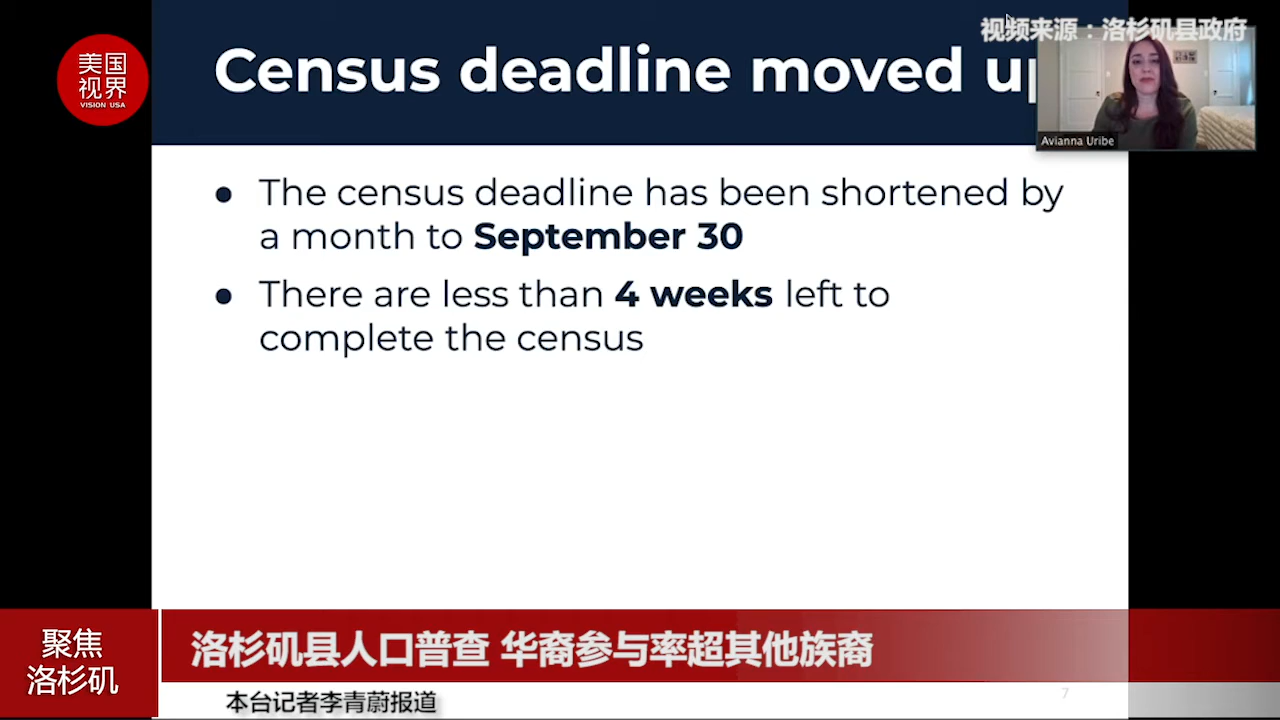 美国
视界
VISION USA
视频来源：洛杉矶县政府
Census deadline moved up
Avianna Uribe
● The census deadline has been shortened by
a month to September 30
● There are less than 4 weeks left to
complete the census
聚焦
洛杉矶
洛杉矶县人口普查 华裔参与率超其他族裔
本台记者李青蔚报道
7